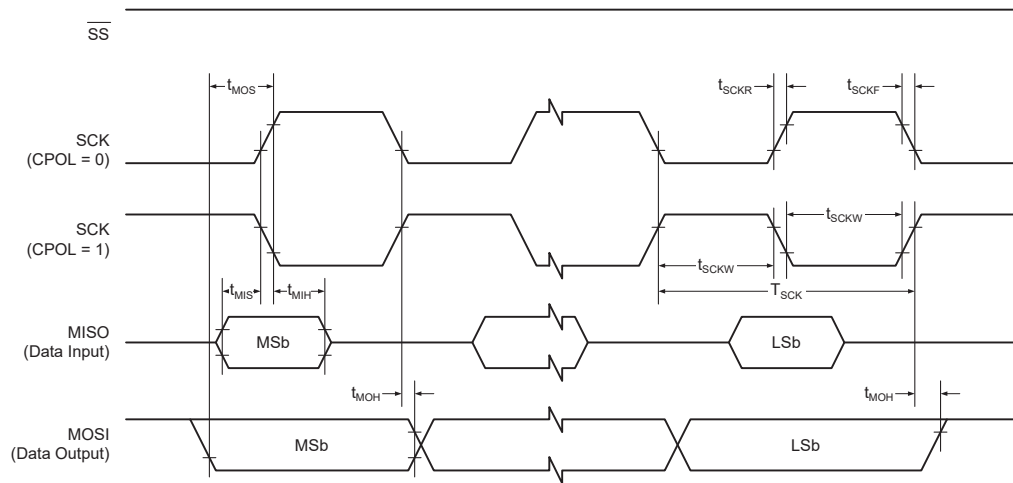 SS
tMOS
tSCKR
tSCKF
SCK
(CPOL = 0)
SCK
(CPOL = 1)
tSCKW
tSCKW
TSCK
tMIS
tMIH
MISO
(Data Input)
MSb
LSb
tMOH
tMOH
MOSI
(Data Output)
MSb
LSb